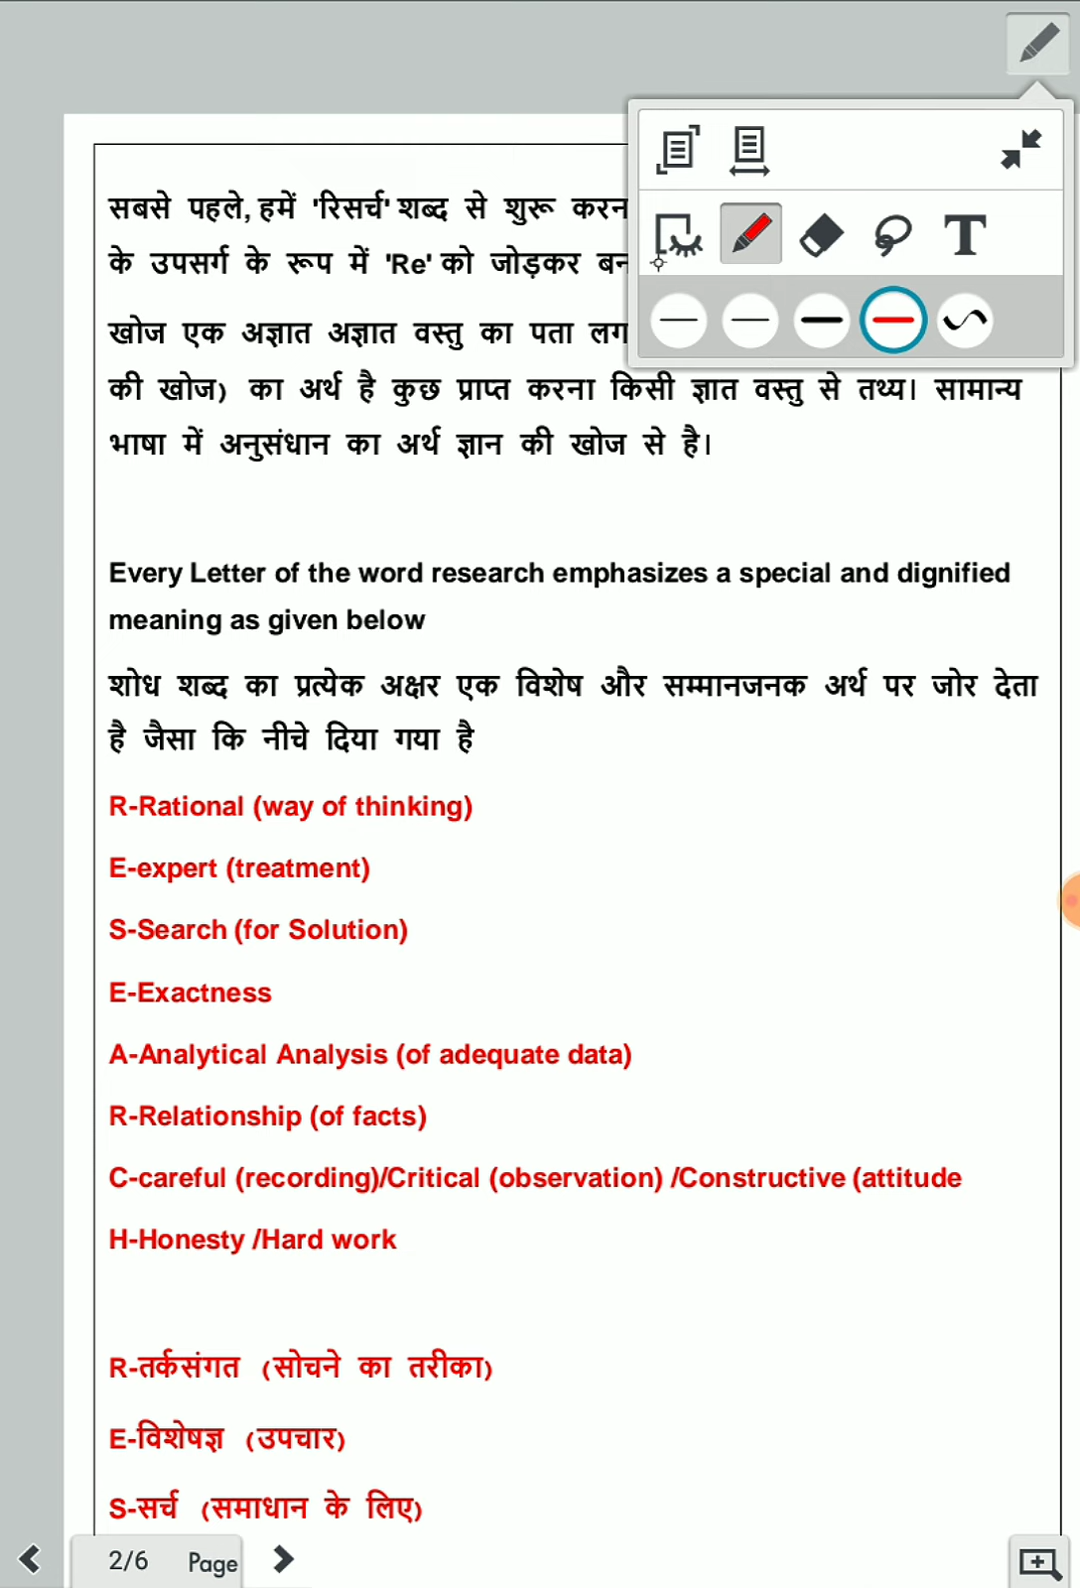 सबसे पहले, हमें 'रिसर्च' शब्द से शुरू करन
के उपसर्ग के रूप में 'Re' को जोड़कर बन
खोज एक अज्ञात अज्ञात वस्तु का पता लग
की खोज) का अर्थ है कुछ प्राप्त करना किसी ज्ञात वस्तु से तथ्य। सामान्य
भाषा में अनुसंधान का अर्थ ज्ञान की खोज से है।
Every Letter of the word research emphasizes a special and dignified
meaning as given below
शोध शब्द का प्रत्येक अक्षर एक विशेष और सम्मानजनक अर्थ पर जोर देता
है जैसा कि नीचे दिया गया है
R-Rational (way of thinking)
E-expert (treatment)
S-Search (for Solution)
E-Exactness
A-Analytical Analysis (of adequate data)
R-Relationship (of facts)
C-careful (recording)/Critical (observation) /Constructive (attitude
H-Honesty /Hard work
R-तर्कसंगत (सोचने का तरीका)
E-विशेषज्ञ (उपचार)
S-सर्च (समाधान के लिए)
2/6 Page
T